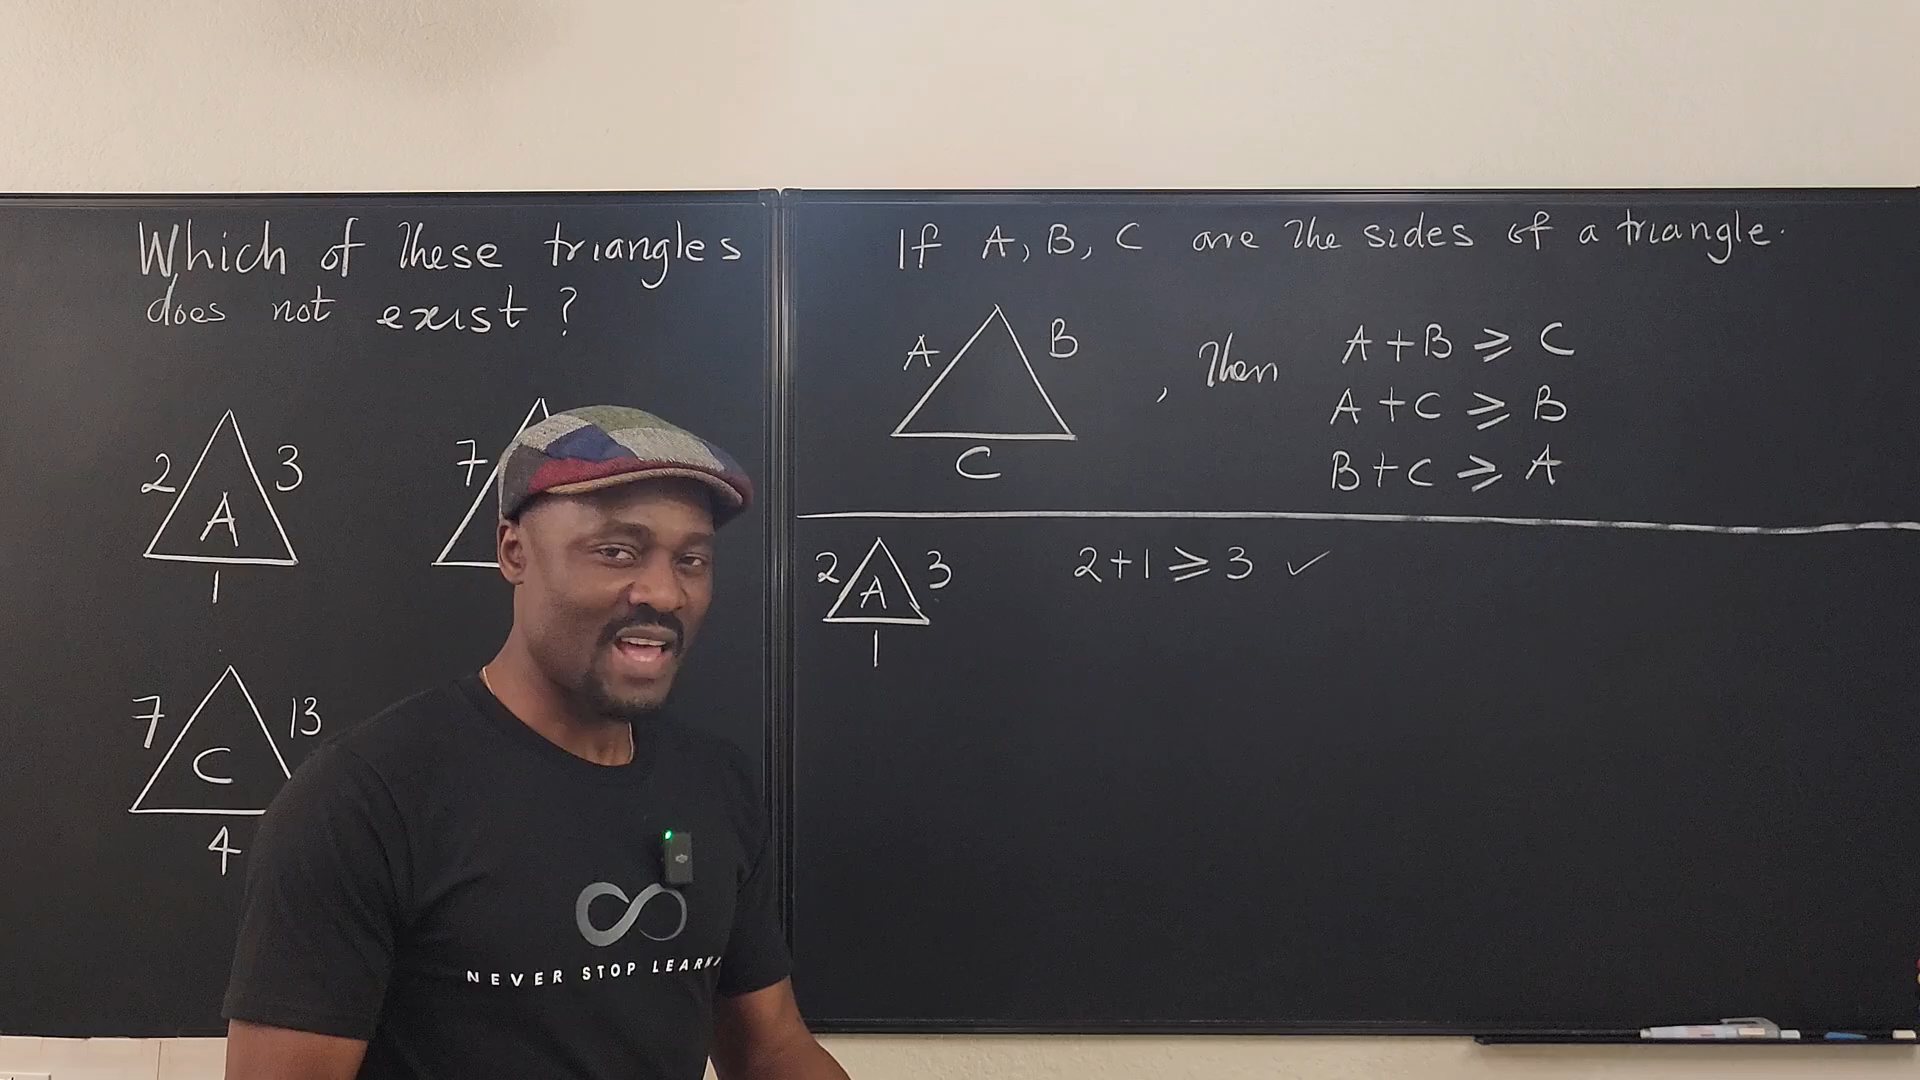 Which of these triangles
does not exist?
2 3
A
1
7
7 13
C
4
If A, B, C are the sides of a triangle.
A B
C
, Then
A + B ⩾ C
A + C ⩾ B
B + C ⩾ A
2 3
A
1
2+1 ⩾ 3 ✓
NEVER STOP